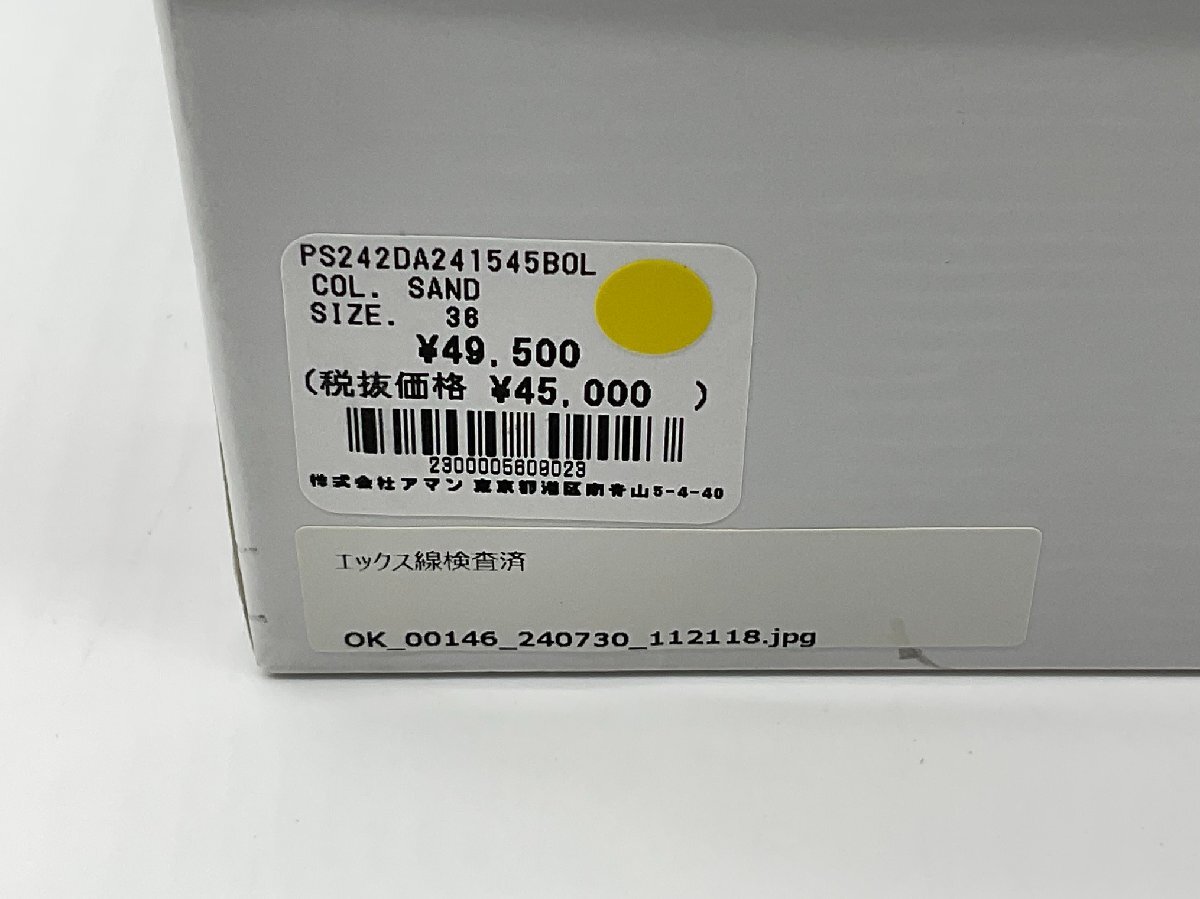 PS242DA241545BOL
COL. SAND
SIZE. 36
¥49,500
(税抜価格 ¥45,000 )
2300005609023
株式会社アマン 東京都港区南青山5-4-40
エックス線検査済
OK_00146_240730_112118.jpg